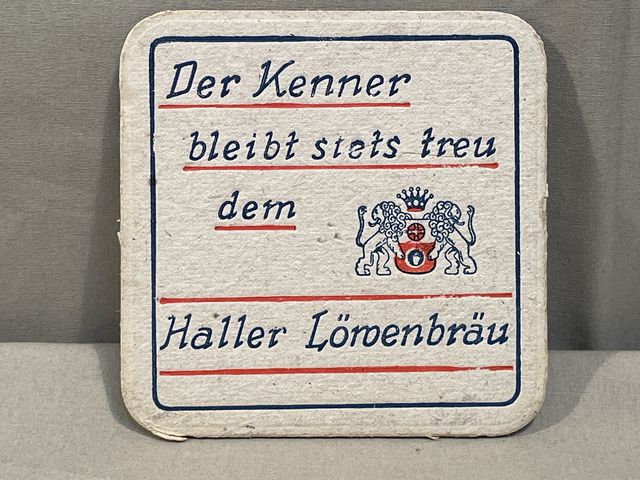 Der Kenner
bleibt stets treu
dem
Haller Löwenbräu